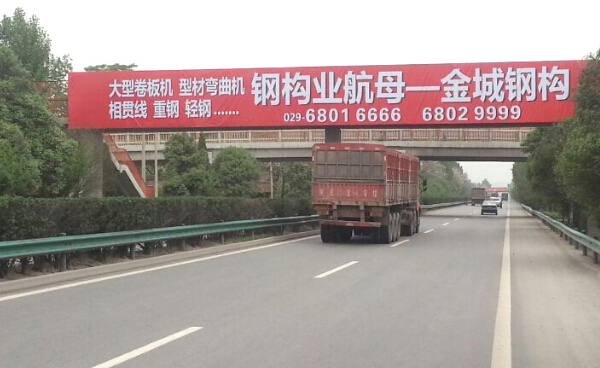 大型卷板机 型材弯曲机
相贯线 重钢 轻钢.......
钢构业航母—金城钢构
029-6801 6666 6802 9999